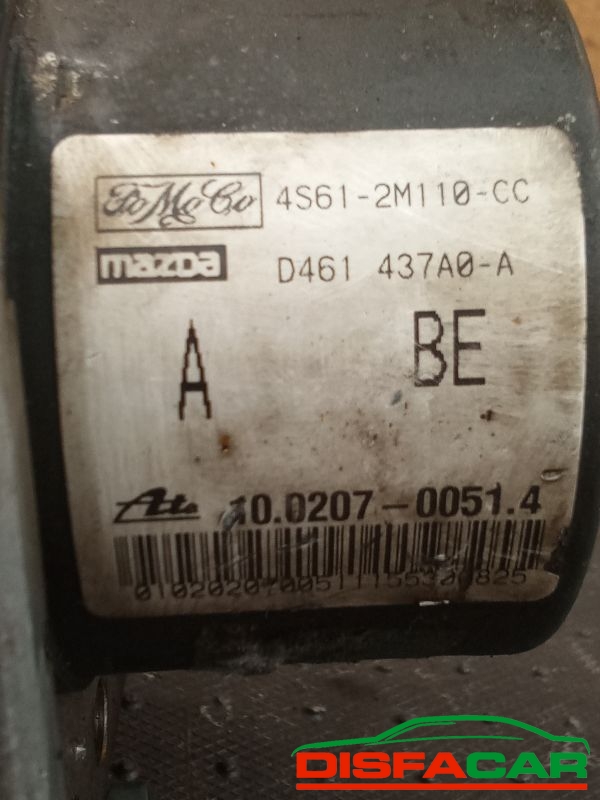 FoMoCo 4S61-2M110-CC
mazda D461 437A0-A
A BE
Ate 10.0207-0051.4
DISFACAR